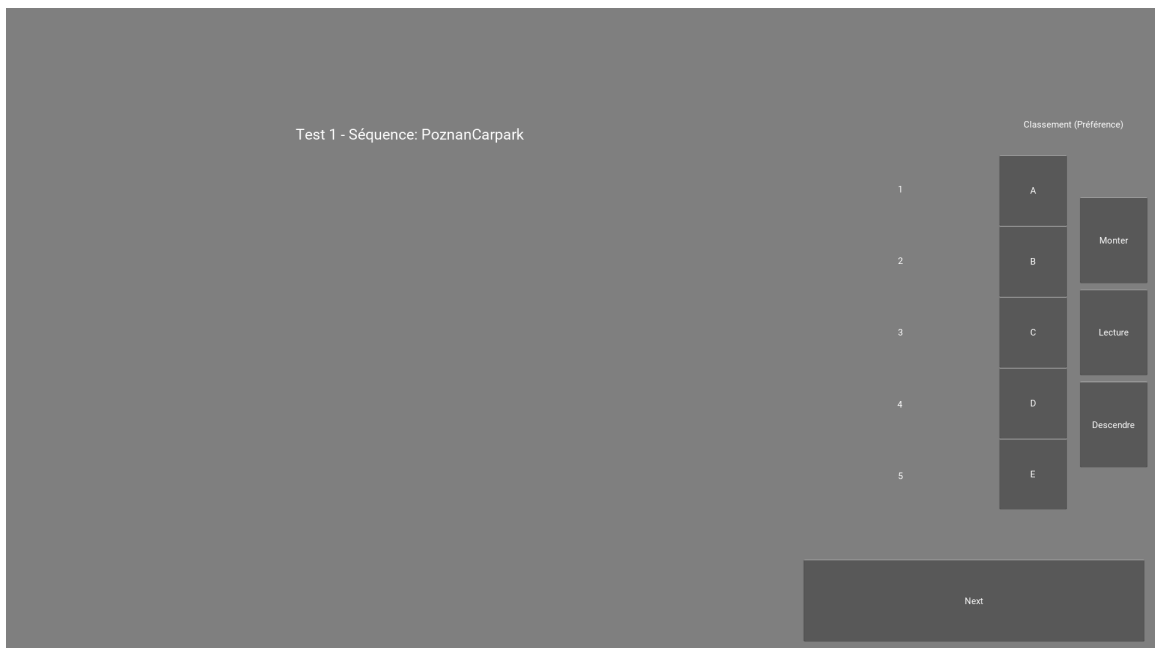 Test 1 - Séquence: PoznanCarpark
Classement (Préférence)
1
A
2
B
3
C
4
D
5
E
Monter
Lecture
Descendre
Next